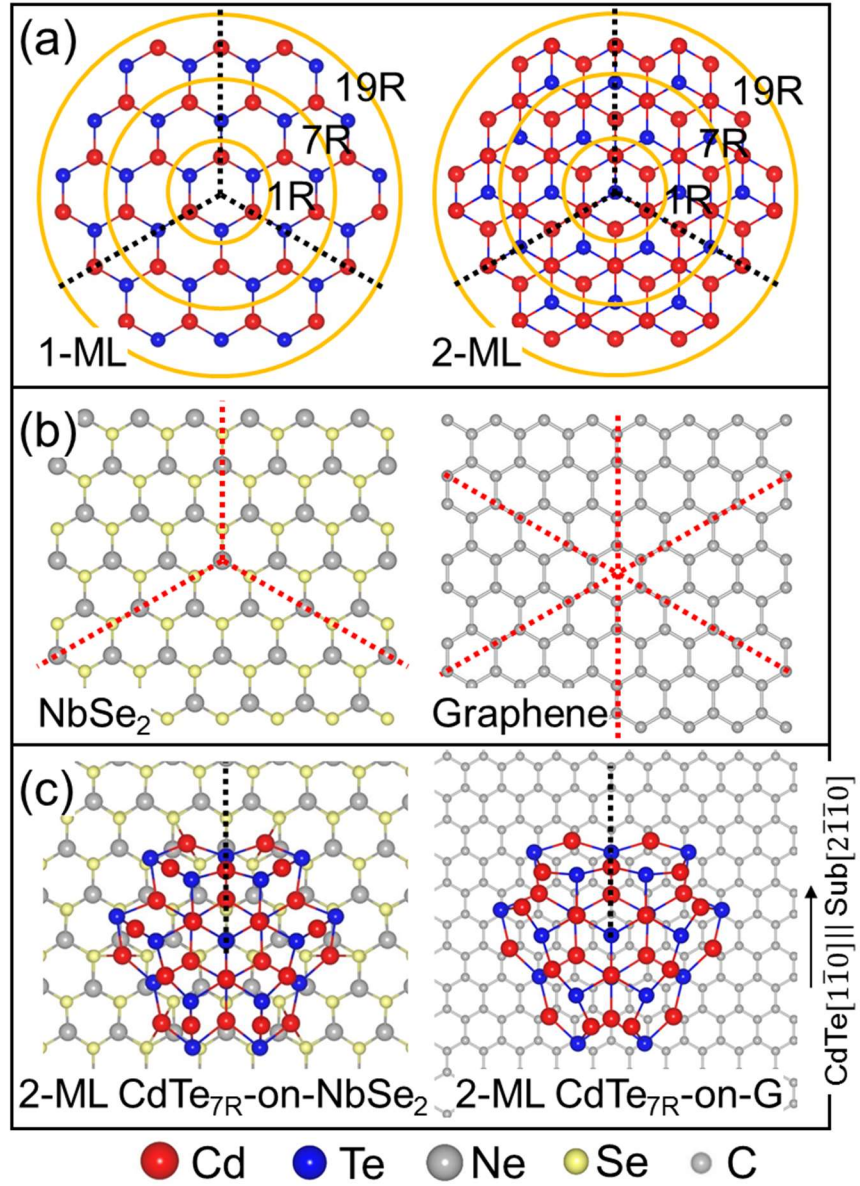 (a)
19R
7R
1R
1-ML
19R
7R
1R
2-ML
(b)
NbSe₂
Graphene
(c)
2-ML CdTe₇R-on-NbSe₂
2-ML CdTe₇R-on-G
CdTe[11̄0]|| Sub[21̄1̄0]
Cd
Te
Ne
Se
C